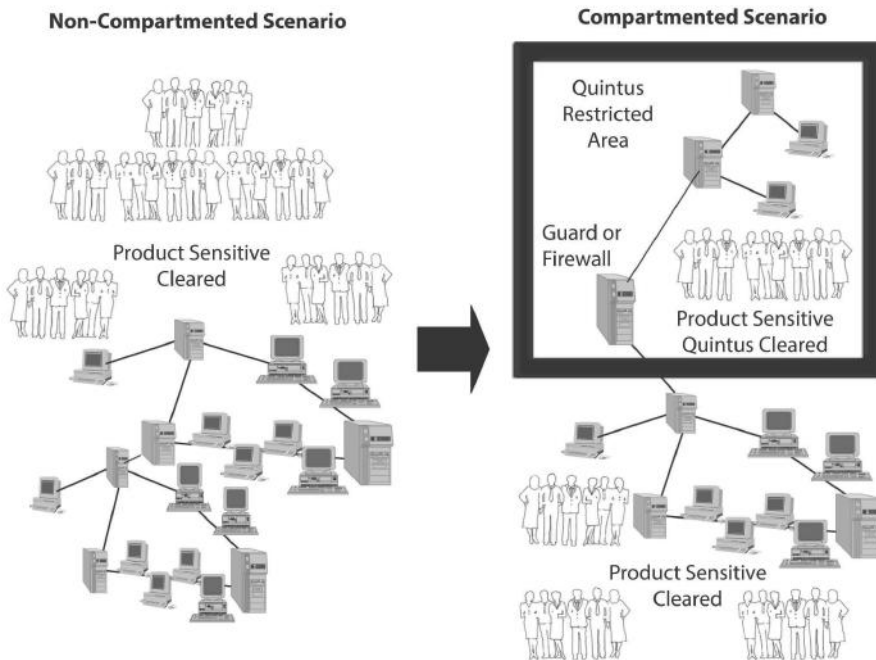 Non-Compartmented Scenario
Product Sensitive
Cleared
Compartmented Scenario
Quintus
Restricted
Area
Guard or
Firewall
Product Sensitive
Quintus Cleared
Product Sensitive
Cleared